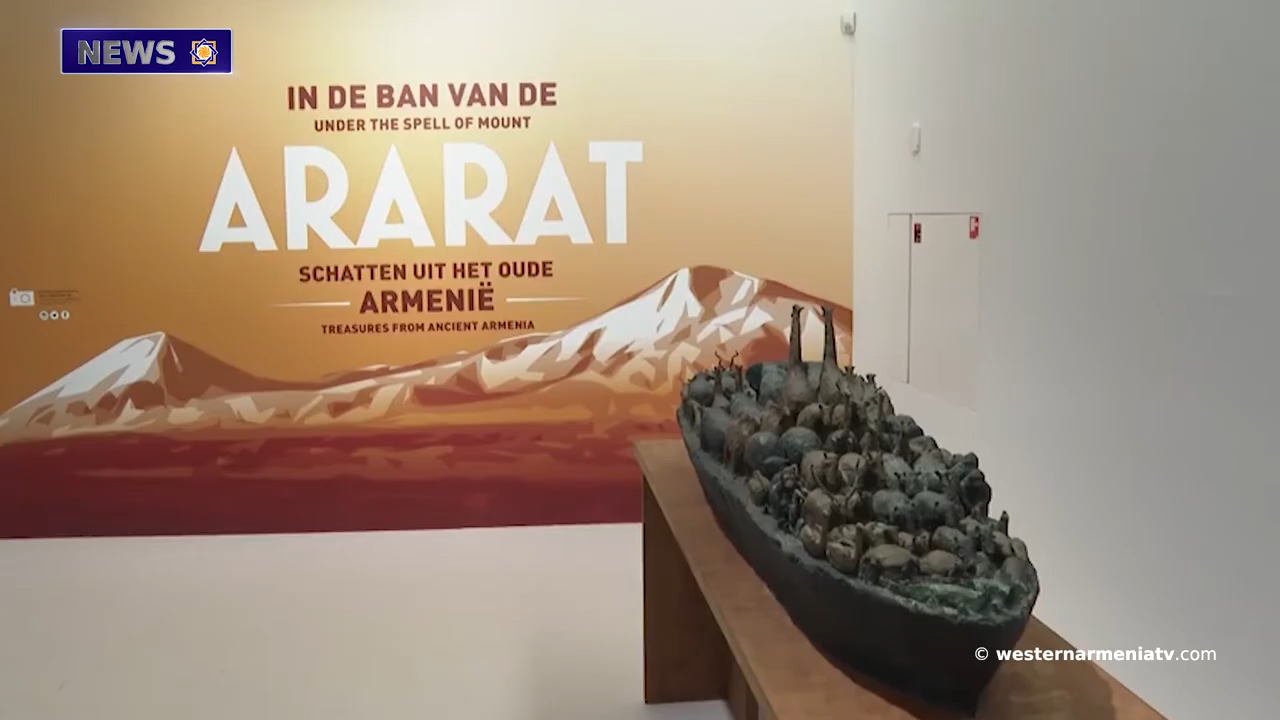 NEWS
IN DE BAN VAN DE
UNDER THE SPELL OF MOUNT
ARARAT
SCHATTEN UIT HET OUDE
ARMENIË
TREASURES FROM ANCIENT ARMENIA
© westernarmeniatv.com